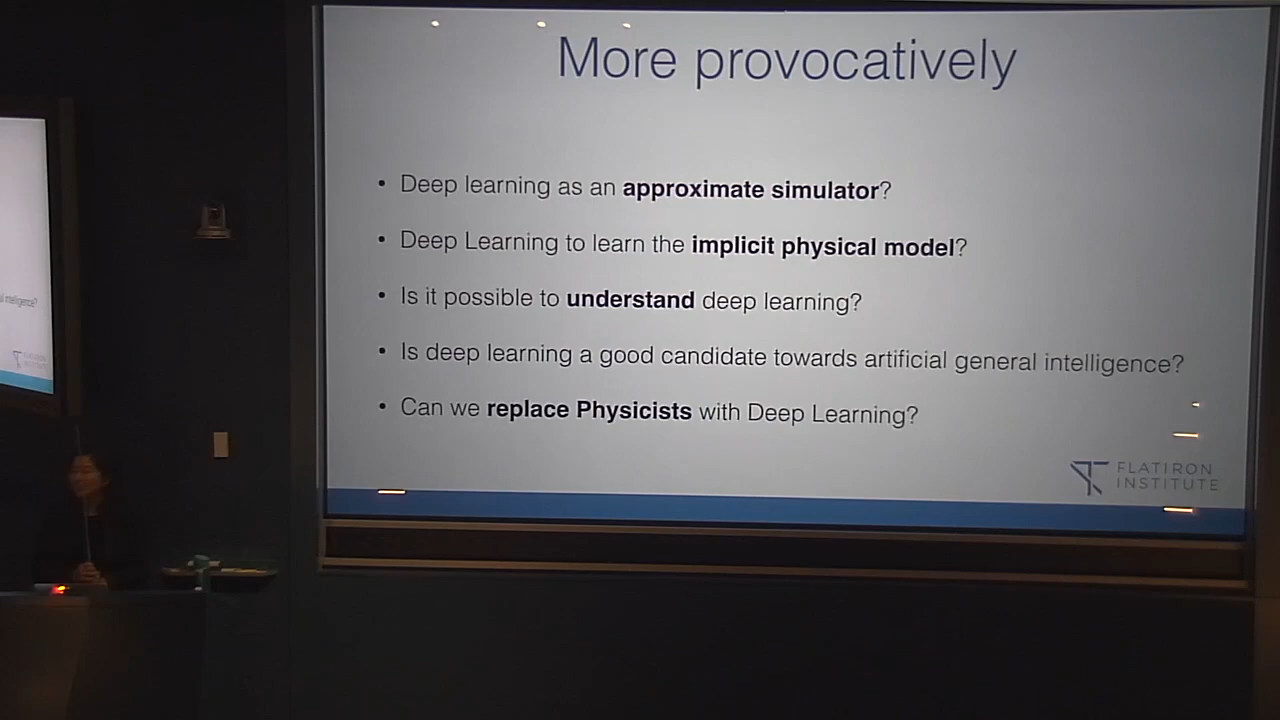 More provocatively
• Deep learning as an approximate simulator?
• Deep Learning to learn the implicit physical model?
• Is it possible to understand deep learning?
• Is deep learning a good candidate towards artificial general intelligence?
• Can we replace Physicists with Deep Learning?
FLATIRON
INSTITUTE
intelligence?